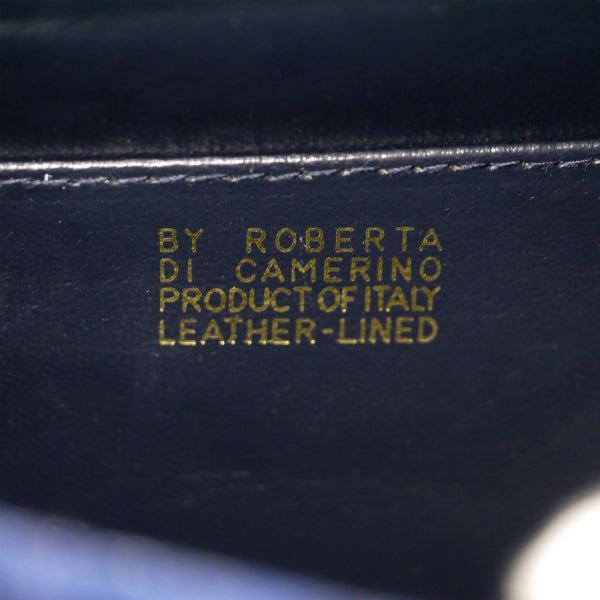 BY ROBERTA
DI CAMERINO
PRODUCT OF ITALY
LEATHER-LINED